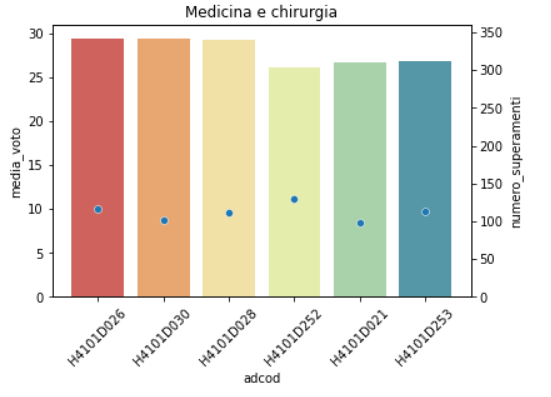 Medicina e chirurgia
30
25
20
15
10
5
0
media_voto
350
300
250
200
150
100
50
0
numero_superamenti
H4101D026
H4101D030
H4101D028
H4101D252
H4101D021
H4101D253
adcod